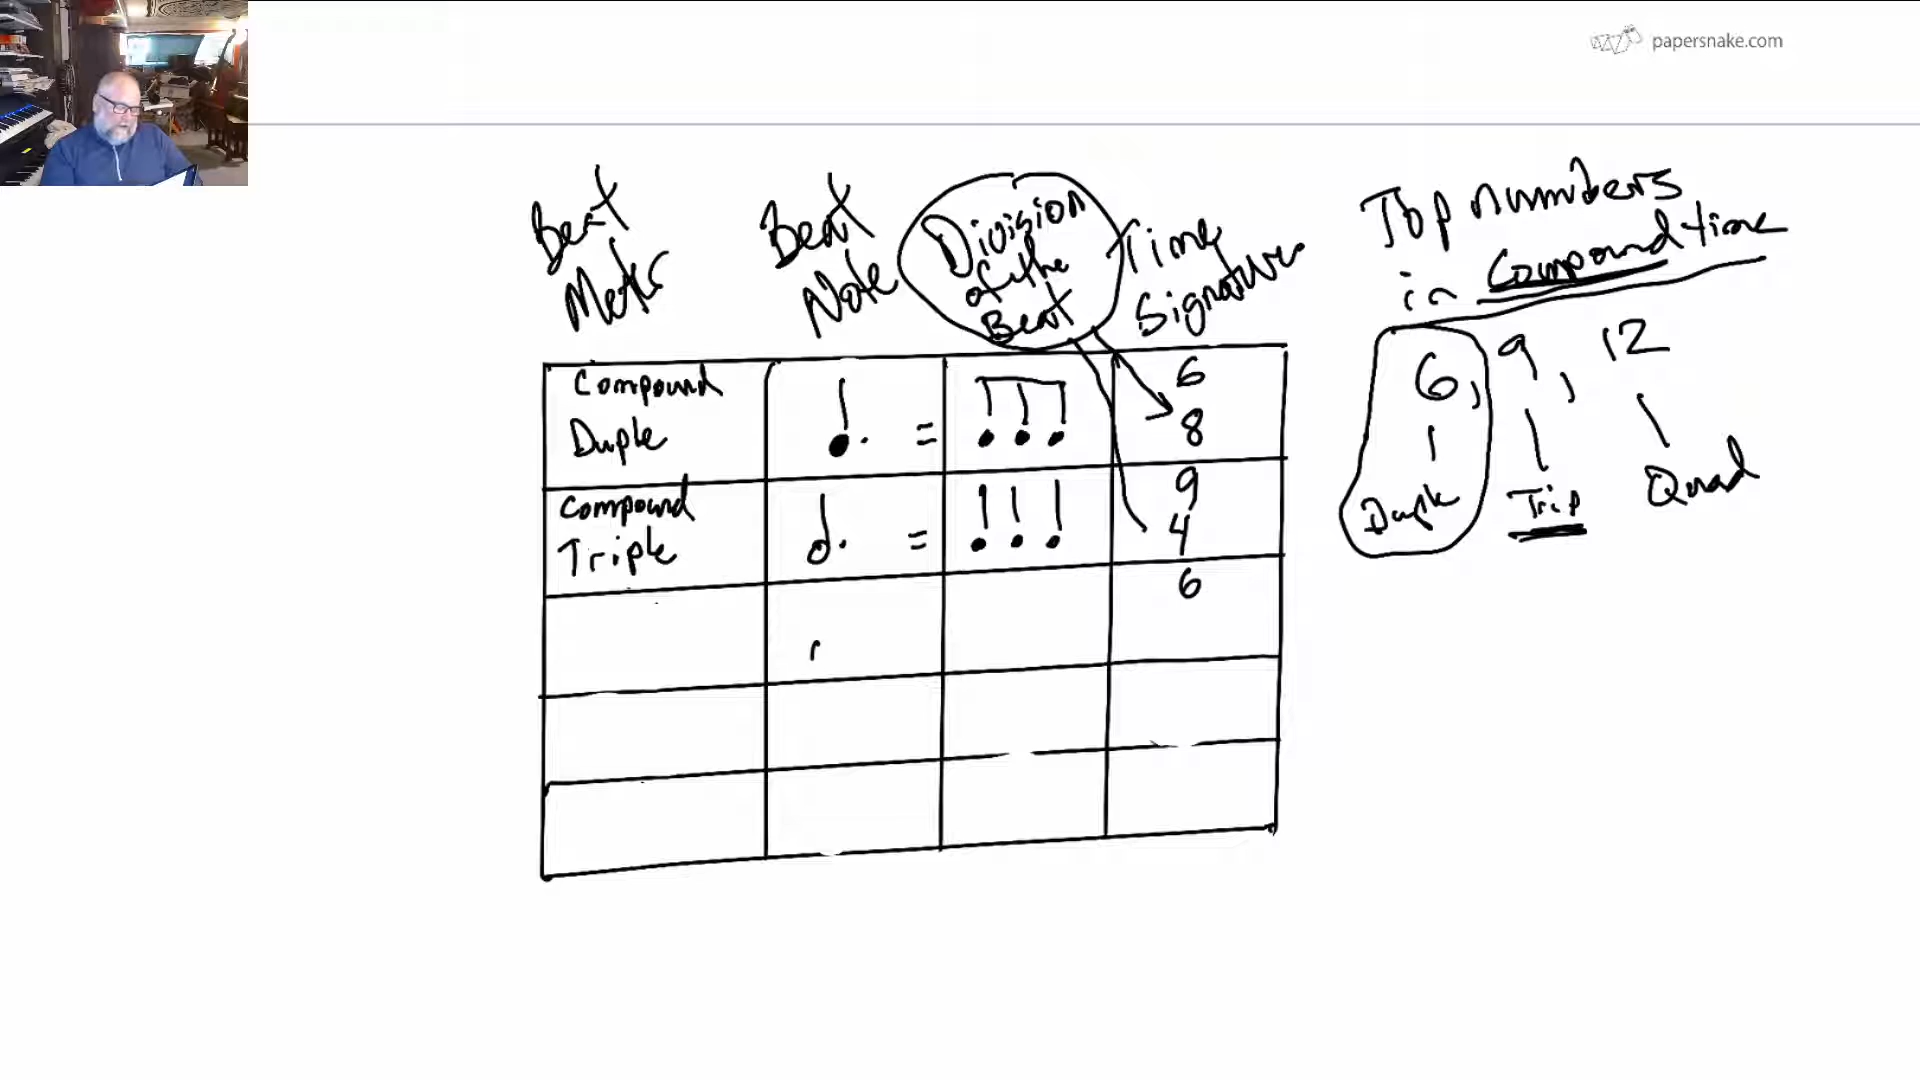 papersnake.com
Beat
Meter
Beat
Note
Division
of the
Beat
Time
Signature
Top numbers
in Compound time
6, 9, 12
Duple Trip Quad
Compound
Duple
=
6
8
Compound
Triple
=
9
4
6